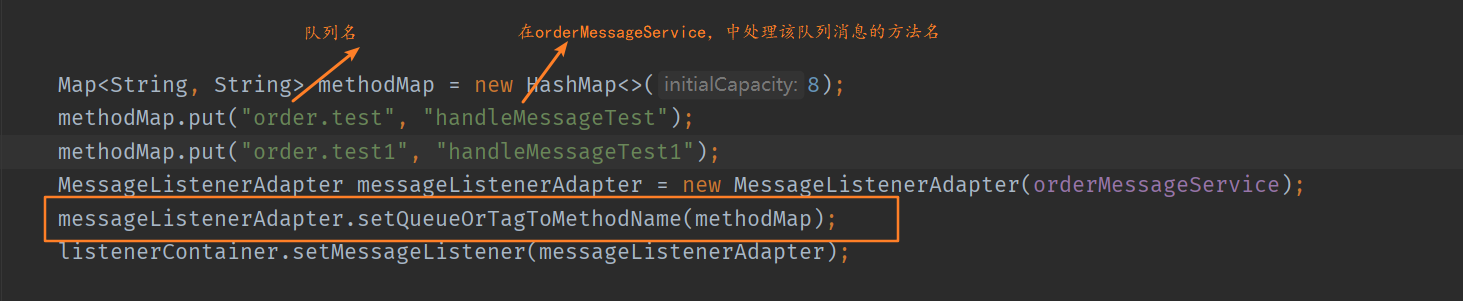 队列名
在orderMessageService，中处理该队列消息的方法名
Map<String, String> methodMap = new HashMap<>( initialCapacity: 8);
methodMap.put("order.test", "handleMessageTest");
methodMap.put("order.test1", "handleMessageTest1");
MessageListenerAdapter messageListenerAdapter = new MessageListenerAdapter(orderMessageService);
messageListenerAdapter.setQueueOrTagToMethodName(methodMap);
listenerContainer.setMessageListener(messageListenerAdapter);